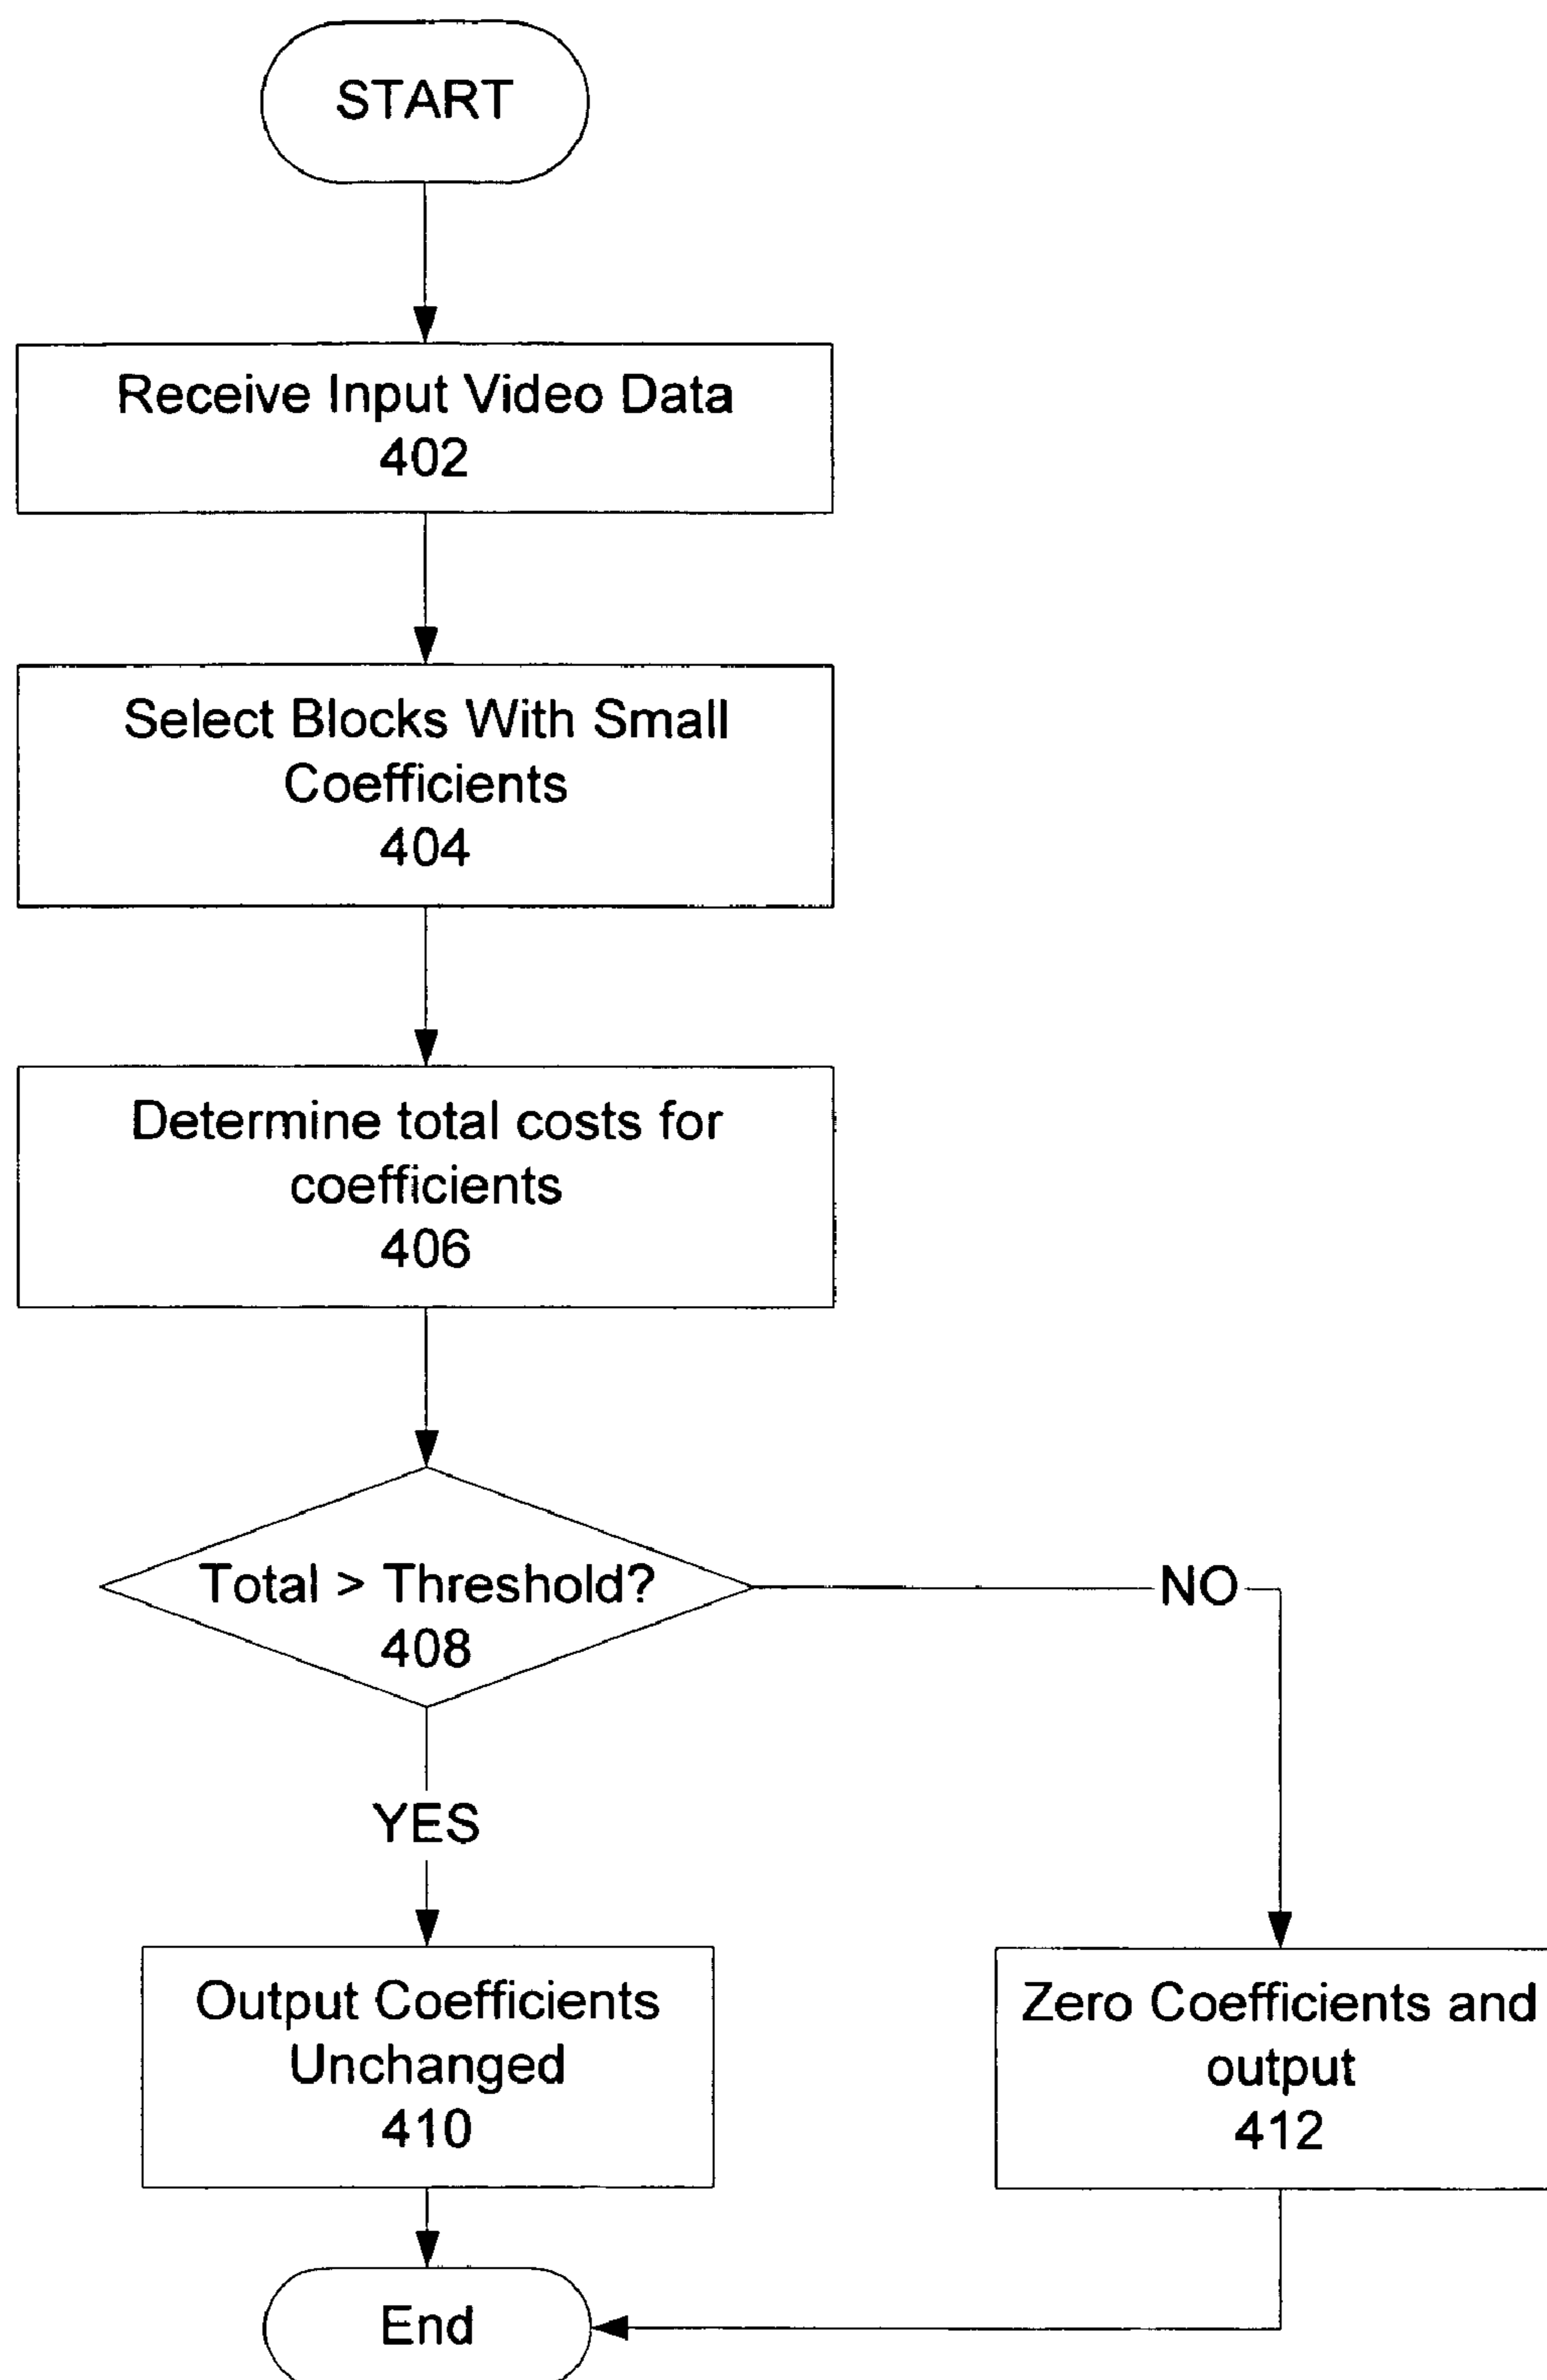 START
Receive Input Video Data
402
Select Blocks With Small
Coefficients
404
Determine total costs for
coefficients
406
Total > Threshold?
408
NO
YES
Output Coefficients
Unchanged
410
Zero Coefficients and
output
412
End